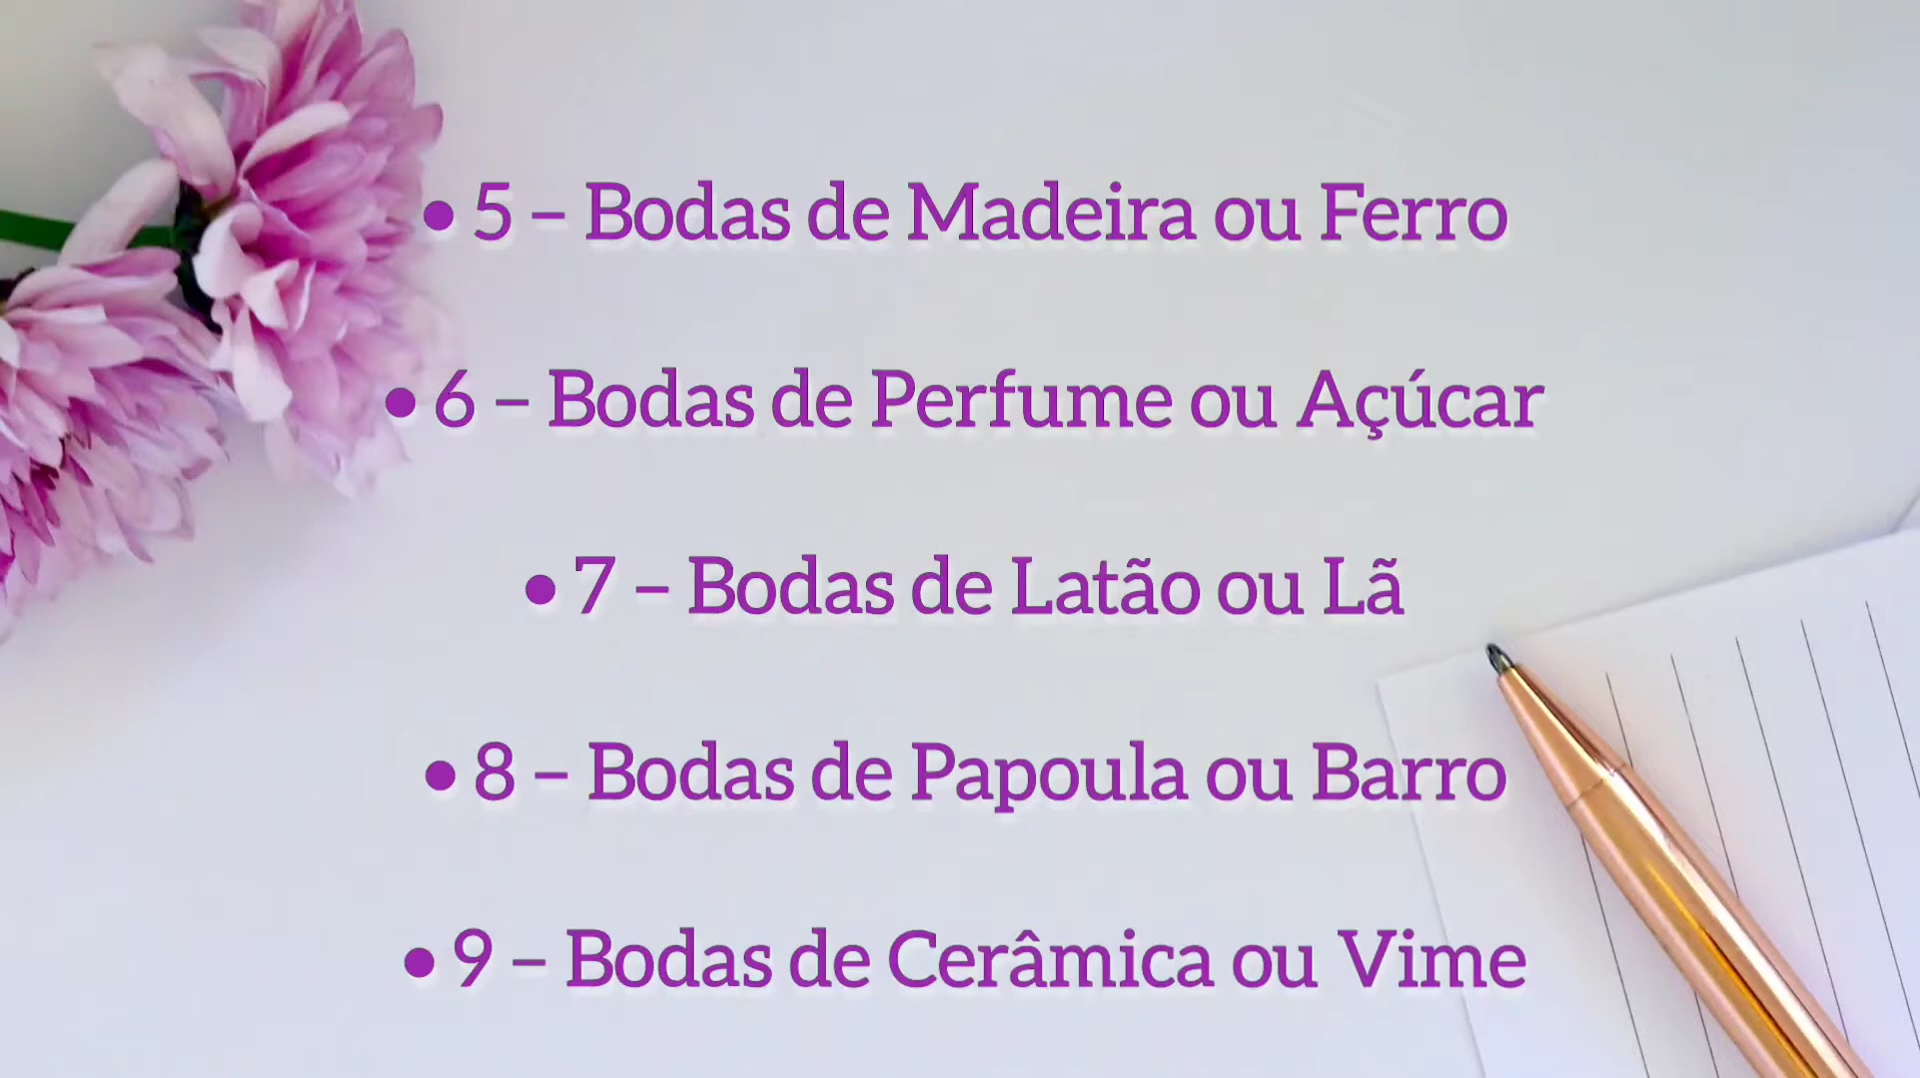 • 5 – Bodas de Madeira ou Ferro
• 6 – Bodas de Perfume ou Açúcar
• 7 – Bodas de Latão ou Lã
• 8 – Bodas de Papoula ou Barro
• 9 – Bodas de Cerâmica ou Vime